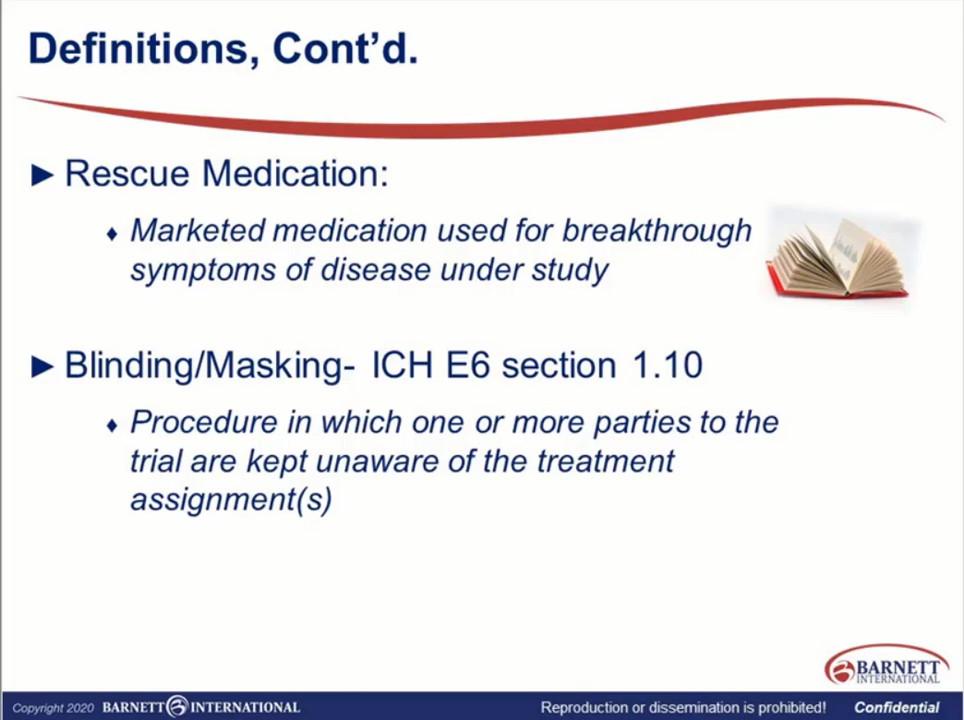 Definitions, Cont’d.
► Rescue Medication:
♦ Marketed medication used for breakthrough
symptoms of disease under study
► Blinding/Masking- ICH E6 section 1.10
♦ Procedure in which one or more parties to the
trial are kept unaware of the treatment
assignment(s)
BARNETT
INTERNATIONAL
Copyright 2020 BARNETT INTERNATIONAL Reproduction or dissemination is prohibited! Confidential